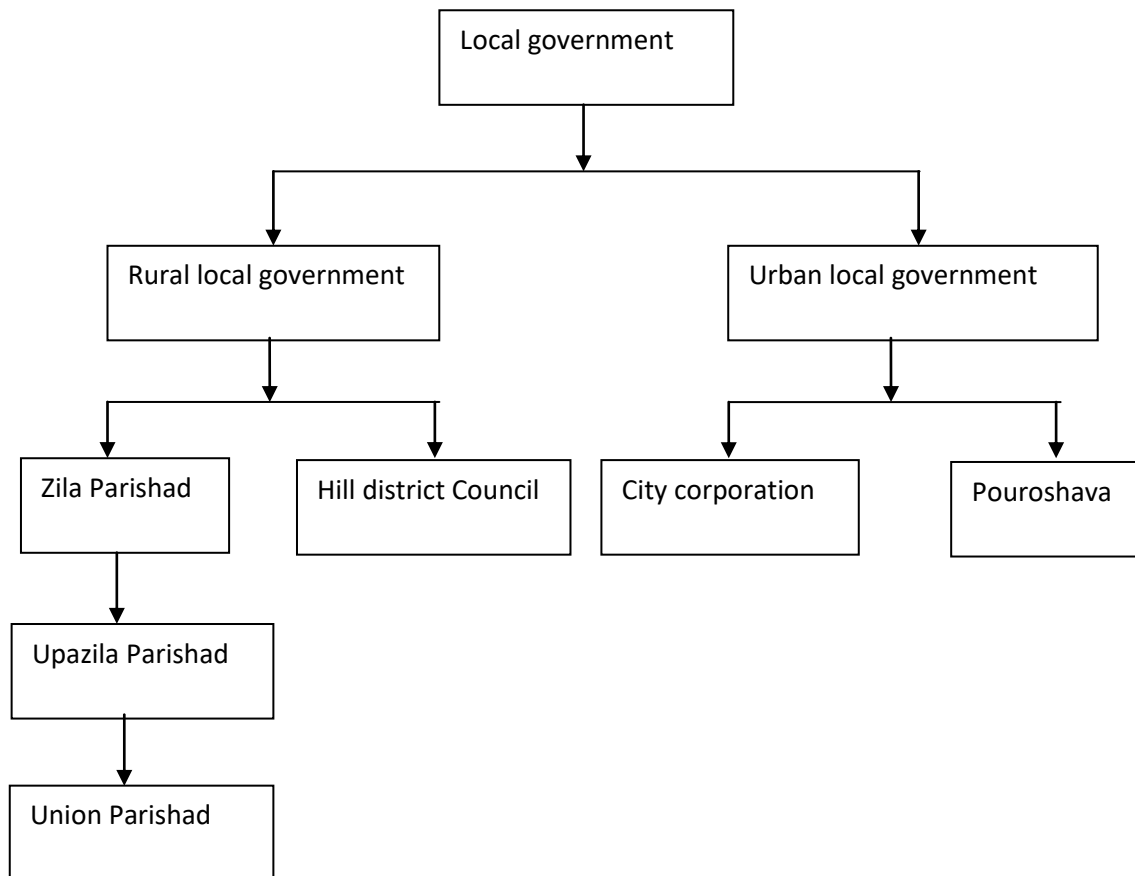 Local government
Rural local government
Urban local government
Zila Parishad
Hill district Council
City corporation
Pouroshava
Upazila Parishad
Union Parishad